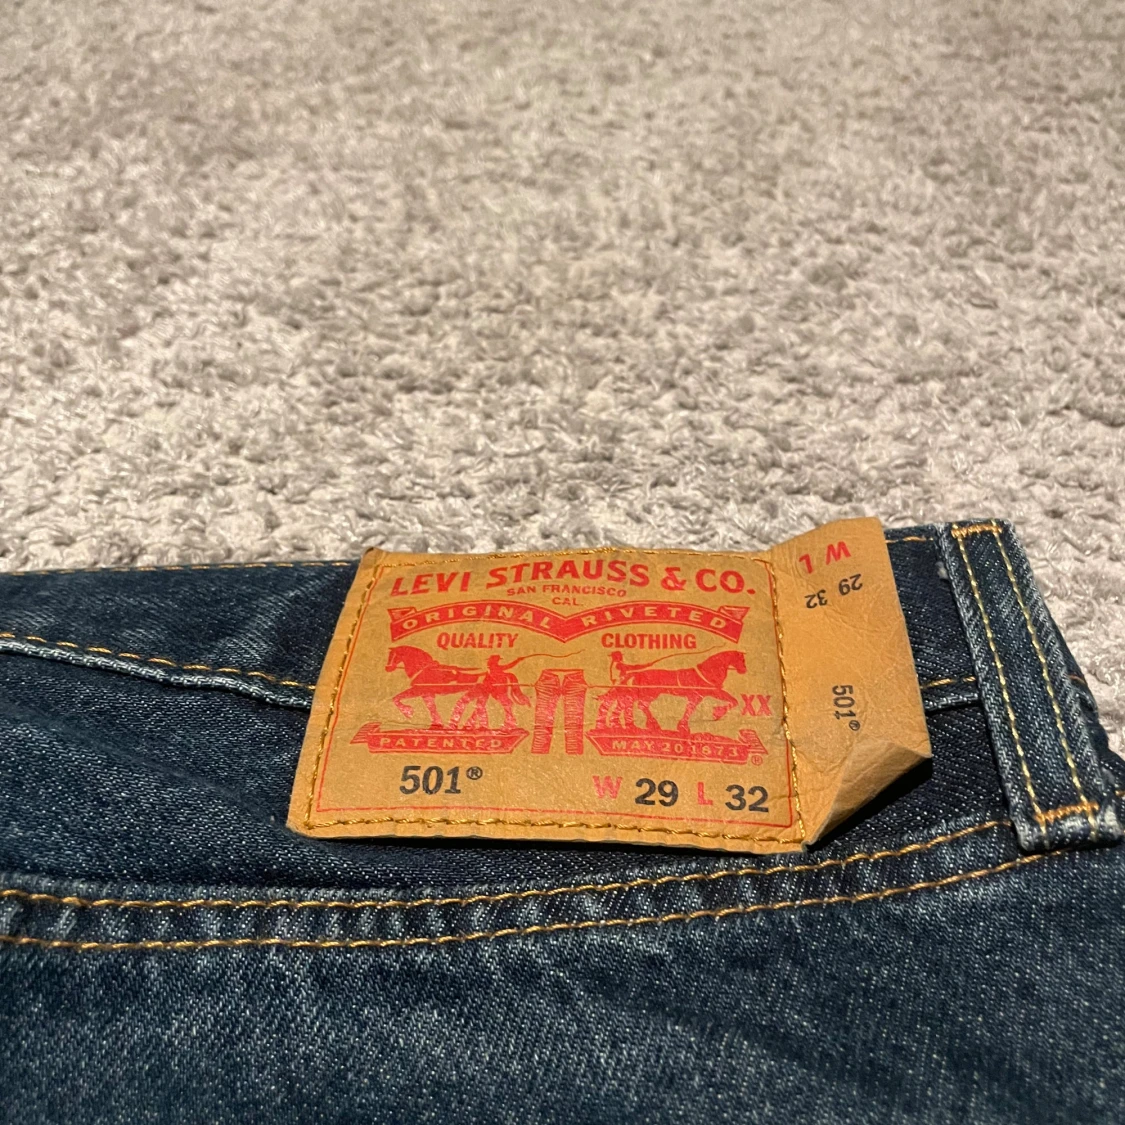 LEVI STRAUSS & CO.
SAN FRANCISCO
CAL.
ORIGINAL RIVETED
QUALITY CLOTHING
XX
PATENTED MAY 20 1873 ®
501® W 29 L 32
W L
29 32
501®